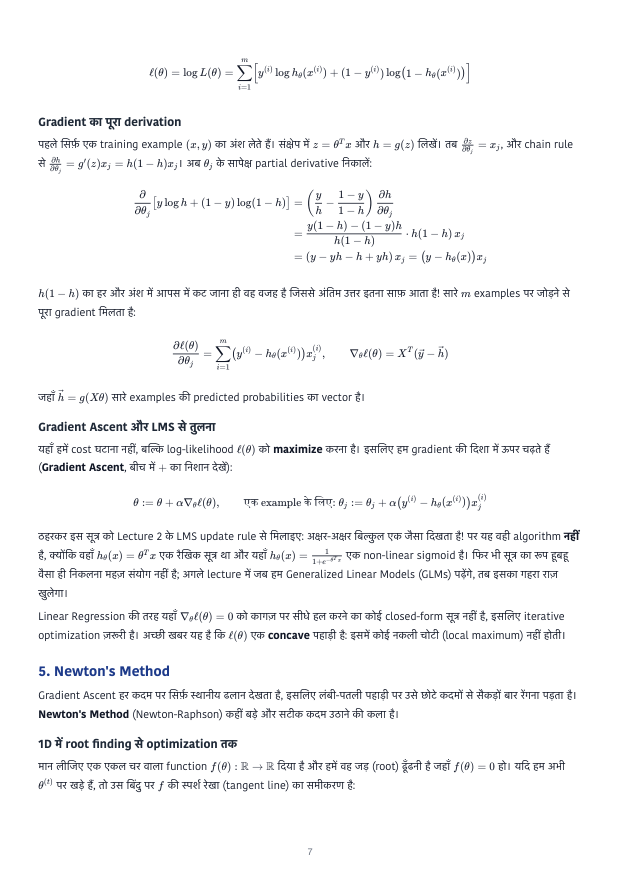 ℓ(θ) = log L(θ) = ∑_{i=1}^{m} [y^{(i)} log h_θ(x^{(i)}) + (1 − y^{(i)}) log(1 − h_θ(x^{(i)}))]
Gradient का पूरा derivation
पहले सिर्फ़ एक training example (x, y) का अंश लेते हैं। संक्षेप में z = θ^T x और h = g(z) लिखें। तब ∂z/∂θ_j = x_j, और chain rule
से ∂h/∂θ_j = g′(z)x_j = h(1 − h)x_j। अब θ_j के सापेक्ष partial derivative निकालें:
∂/∂θ_j [y log h + (1 − y) log(1 − h)] = (y/h − (1 − y)/(1 − h)) ∂h/∂θ_j
= (y(1 − h) − (1 − y)h)/(h(1 − h)) · h(1 − h) x_j
= (y − yh − h + yh) x_j = (y − h_θ(x))x_j
h(1 − h) का हर और अंश में आपस में कट जाना ही वह वजह है जिससे अंतिम उत्तर इतना साफ़ आता है! सारे m examples पर जोड़ने से
पूरा gradient मिलता है:
∂ℓ(θ)/∂θ_j = ∑_{i=1}^{m} (y^{(i)} − h_θ(x^{(i)}))x_j^{(i)}, ∇_θ ℓ(θ) = X^T(y⃗ − h⃗)
जहाँ h⃗ = g(Xθ) सारे examples की predicted probabilities का vector है।
Gradient Ascent और LMS से तुलना
यहाँ हमें cost घटाना नहीं, बल्कि log-likelihood ℓ(θ) को maximize करना है। इसलिए हम gradient की दिशा में ऊपर चढ़ते हैं
(Gradient Ascent, बीच में + का निशान देखें):
θ := θ + α∇_θ ℓ(θ), एक example के लिए: θ_j := θ_j + α(y^{(i)} − h_θ(x^{(i)}))x_j^{(i)}
ठहरकर इस सूत्र को Lecture 2 के LMS update rule से मिलाइए: अक्षर-अक्षर बिल्कुल एक जैसा दिखता है! पर यह वही algorithm नहीं
है, क्योंकि वहाँ h_θ(x) = θ^T x एक रैखिक सूत्र था और यहाँ h_θ(x) = 1/(1+e^{−θ^T x}) एक non-linear sigmoid है। फिर भी सूत्र का रूप हूबहू
वैसा ही निकलना महज़ संयोग नहीं है; अगले lecture में जब हम Generalized Linear Models (GLMs) पढ़ेंगे, तब इसका गहरा राज़
खुलेगा।
Linear Regression की तरह यहाँ ∇_θ ℓ(θ) = 0 को कागज़ पर सीधे हल करने का कोई closed-form सूत्र नहीं है, इसलिए iterative
optimization ज़रूरी है। अच्छी खबर यह है कि ℓ(θ) एक concave पहाड़ी है: इसमें कोई नकली चोटी (local maximum) नहीं होती।
5. Newton's Method
Gradient Ascent हर कदम पर सिर्फ़ स्थानीय ढलान देखता है, इसलिए लंबी-पतली पहाड़ी पर उसे छोटे कदमों से सैकड़ों बार रेंगना पड़ता है।
Newton's Method (Newton-Raphson) कहीं बड़े और सटीक कदम उठाने की कला है।
1D में root finding से optimization तक
मान लीजिए एक एकल चर वाला function f(θ) : ℝ → ℝ दिया है और हमें वह जड़ (root) ढूँढनी है जहाँ f(θ) = 0 हो। यदि हम अभी
θ^{(t)} पर खड़े हैं, तो उस बिंदु पर f की स्पर्श रेखा (tangent line) का समीकरण है:
7